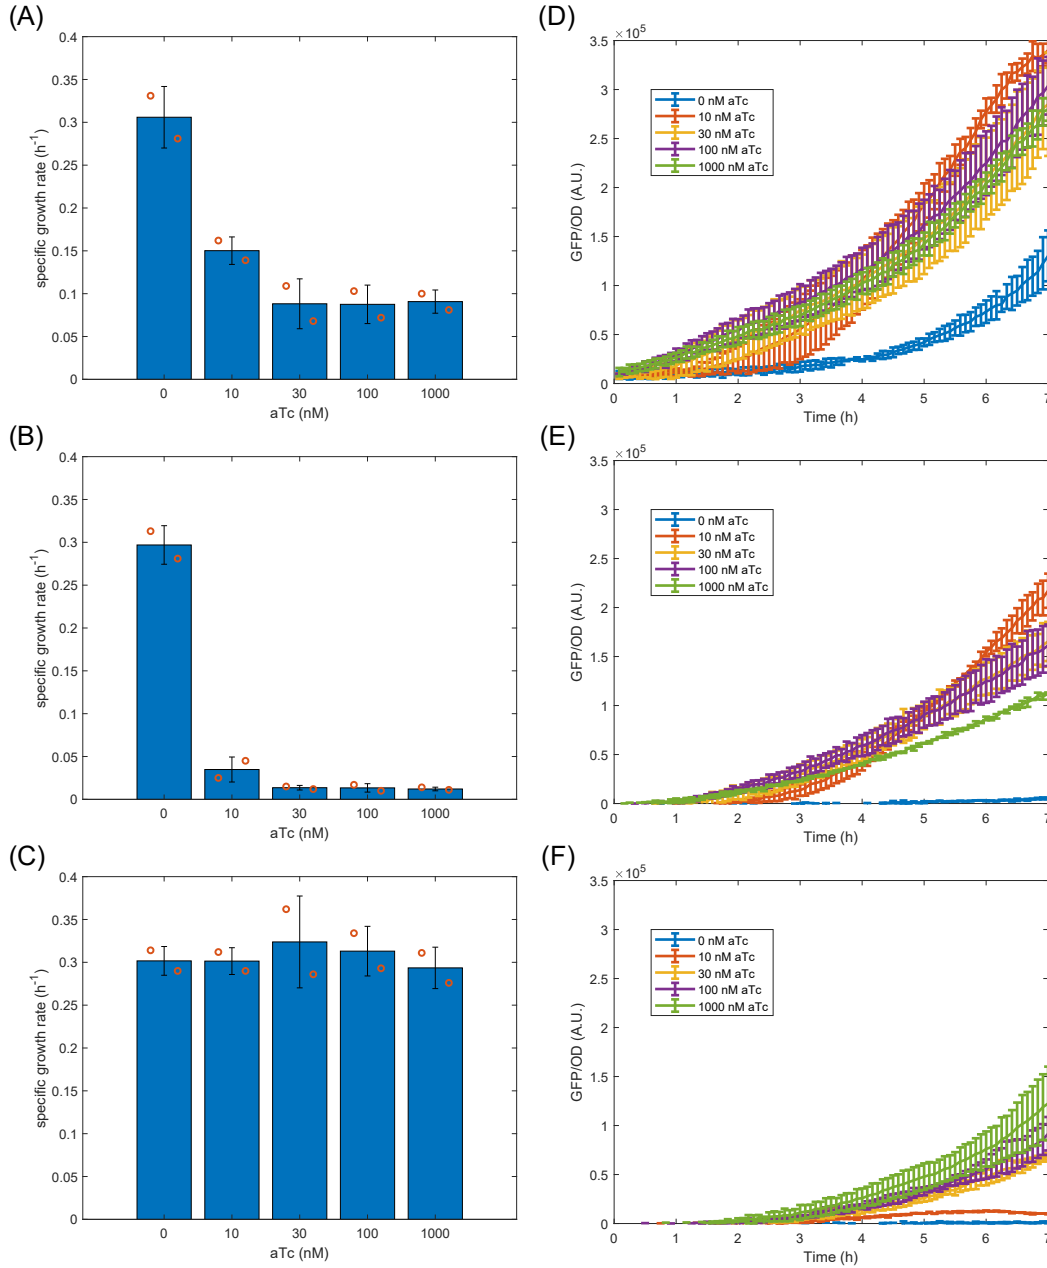 (A)
0.4
0.35
0.3
0.25
0.2
0.15
0.1
0.05
0
specific growth rate (h⁻¹)
0 10 30 100 1000
aTc (nM)
(D)
×10⁵
3.5
3
2.5
2
1.5
1
0.5
0
GFP/OD (A.U.)
0 nM aTc
10 nM aTc
30 nM aTc
100 nM aTc
1000 nM aTc
0 1 2 3 4 5 6 7
Time (h)
(B)
0.4
0.35
0.3
0.25
0.2
0.15
0.1
0.05
0
specific growth rate (h⁻¹)
0 10 30 100 1000
aTc (nM)
(E)
×10⁵
3.5
3
2.5
2
1.5
1
0.5
0
GFP/OD (A.U.)
0 nM aTc
10 nM aTc
30 nM aTc
100 nM aTc
1000 nM aTc
0 1 2 3 4 5 6 7
Time (h)
(C)
0.4
0.35
0.3
0.25
0.2
0.15
0.1
0.05
0
specific growth rate (h⁻¹)
0 10 30 100 1000
aTc (nM)
(F)
×10⁵
3.5
3
2.5
2
1.5
1
0.5
0
GFP/OD (A.U.)
0 nM aTc
10 nM aTc
30 nM aTc
100 nM aTc
1000 nM aTc
0 1 2 3 4 5 6 7
Time (h)